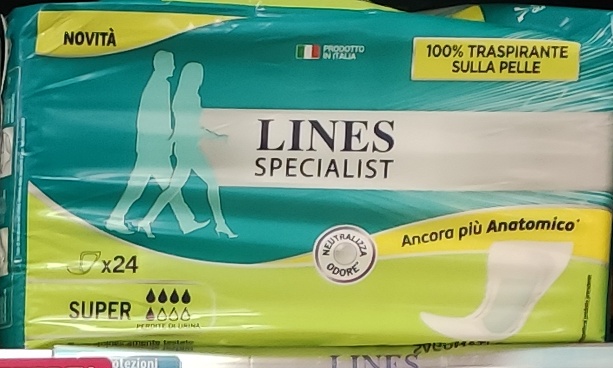 NOVITÀ
PRODOTTO
IN ITALIA
100% TRASPIRANTE
SULLA PELLE
LINES
SPECIALIST
NEUTRALIZZA
ODORE
Ancora più Anatomico*
x24
SUPER
PERDITE DI URINA
LINES